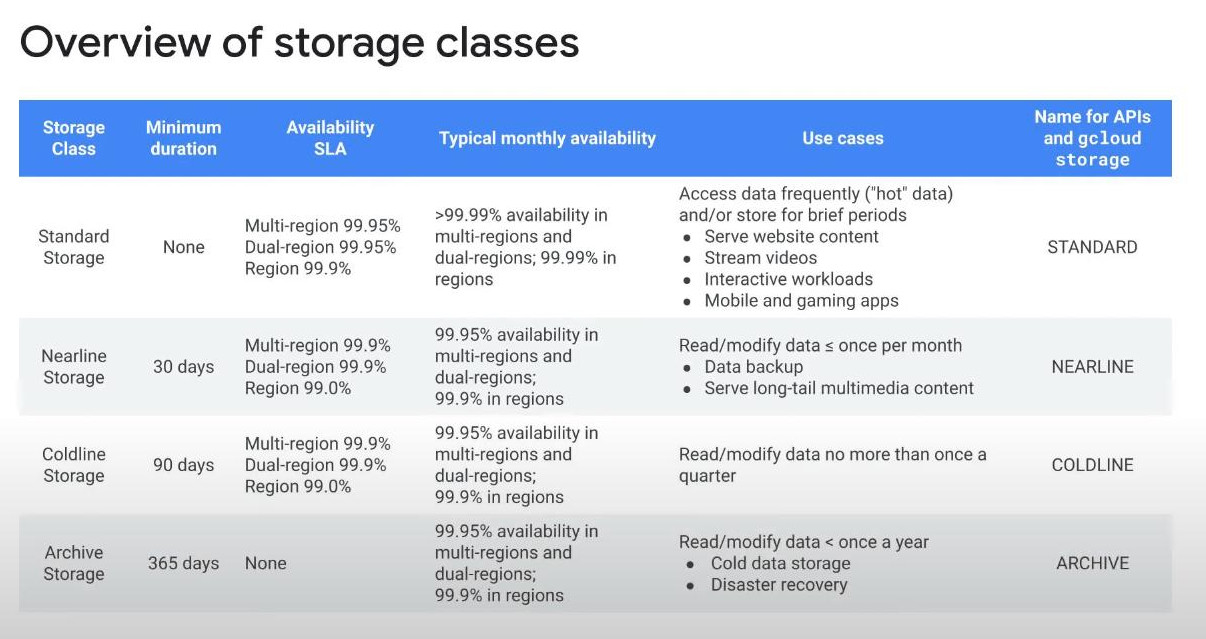 Overview of storage classes
Storage
Class
Minimum
duration
Availability
SLA
Typical monthly availability
Use cases
Name for APIs
and gcloud
storage
Standard
Storage
None
Multi-region 99.95%
Dual-region 99.95%
Region 99.9%
>99.99% availability in
multi-regions and
dual-regions; 99.99% in
regions
Access data frequently ("hot" data)
and/or store for brief periods
● Serve website content
● Stream videos
● Interactive workloads
● Mobile and gaming apps
STANDARD
Nearline
Storage
30 days
Multi-region 99.9%
Dual-region 99.9%
Region 99.0%
99.95% availability in
multi-regions and
dual-regions;
99.9% in regions
Read/modify data ≤ once per month
● Data backup
● Serve long-tail multimedia content
NEARLINE
Coldline
Storage
90 days
Multi-region 99.9%
Dual-region 99.9%
Region 99.0%
99.95% availability in
multi-regions and
dual-regions;
99.9% in regions
Read/modify data no more than once a
quarter
COLDLINE
Archive
Storage
365 days
None
99.95% availability in
multi-regions and
dual-regions;
99.9% in regions
Read/modify data < once a year
● Cold data storage
● Disaster recovery
ARCHIVE